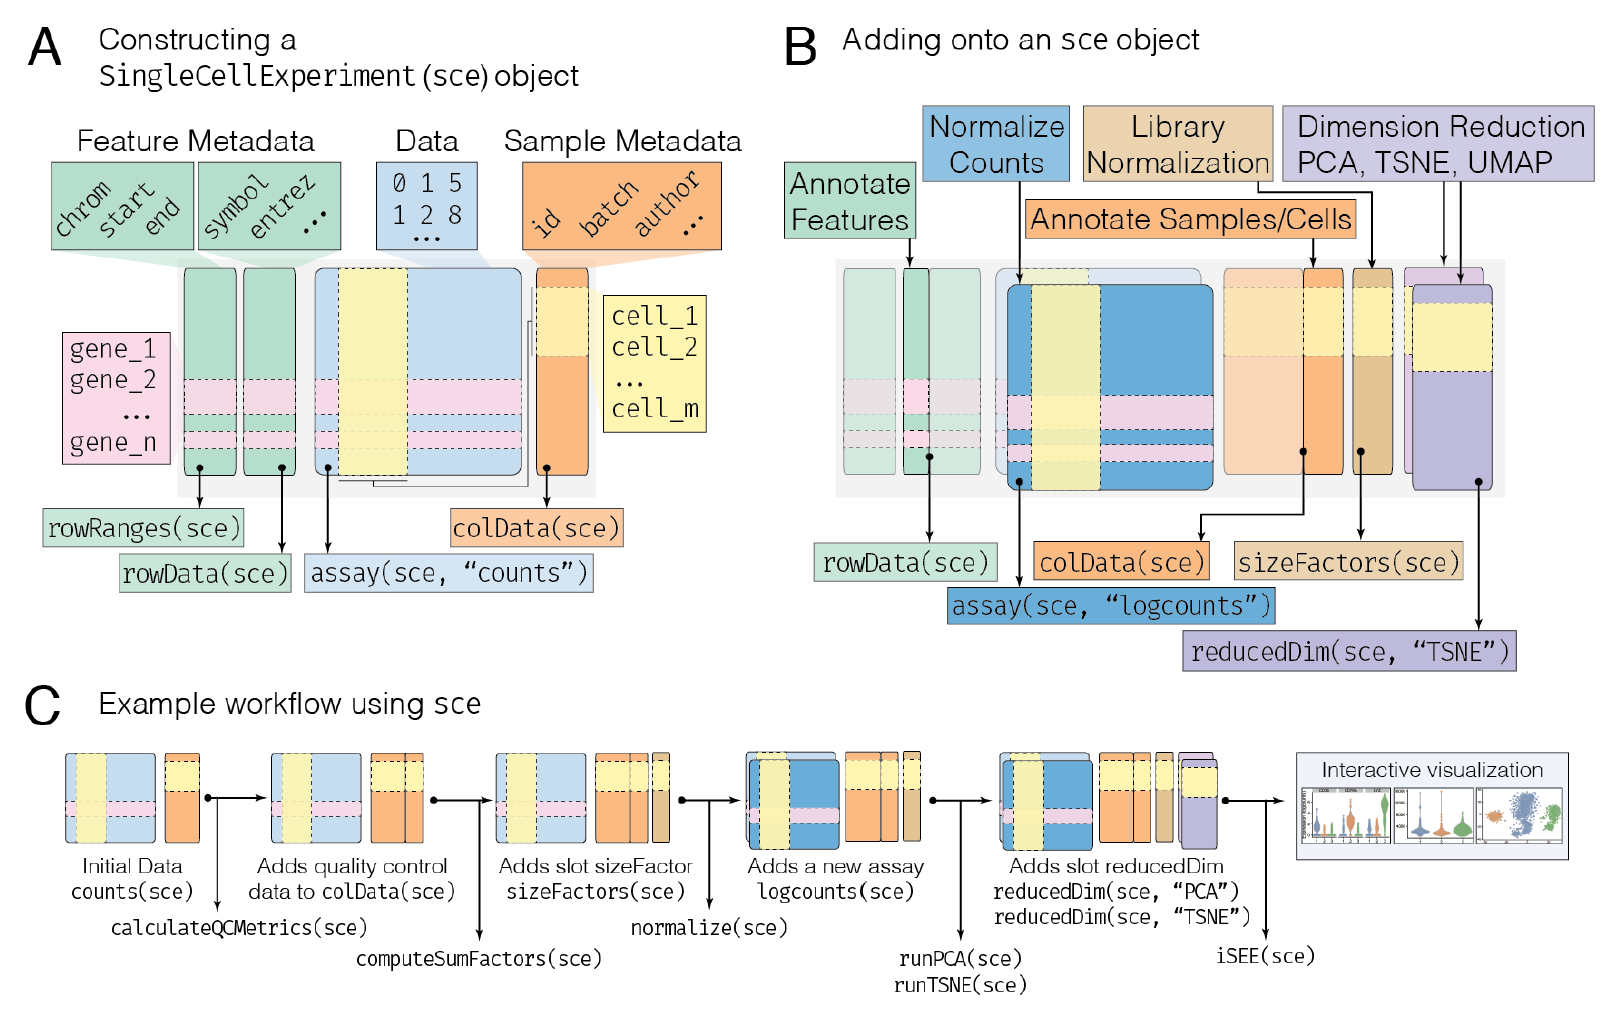 A
Constructing a
SingleCellExperiment (sce) object
Feature Metadata
Data
Sample Metadata
chrom
start
end
symbol
entrez
...
0 1 5
1 2 8
...
id
batch
author
...
gene_1
gene_2
...
gene_n
cell_1
cell_2
...
cell_m
rowRanges(sce)
rowData(sce)
assay(sce, “counts”)
colData(sce)
B
Adding onto an sce object
Annotate
Features
Normalize
Counts
Library
Normalization
Annotate Samples/Cells
Dimension Reduction
PCA, TSNE, UMAP
rowData(sce)
colData(sce)
sizeFactors(sce)
assay(sce, “logcounts”)
reducedDim(sce, “TSNE”)
C
Example workflow using sce
Initial Data
counts(sce)
calculateQCMetrics(sce)
Adds quality control
data to colData(sce)
computeSumFactors(sce)
Adds slot sizeFactor
sizeFactors(sce)
normalize(sce)
Adds a new assay
logcounts(sce)
runPCA(sce)
runTSNE(sce)
Adds slot reducedDim
reducedDim(sce, “PCA”)
reducedDim(sce, “TSNE”)
iSEE(sce)
Interactive visualization